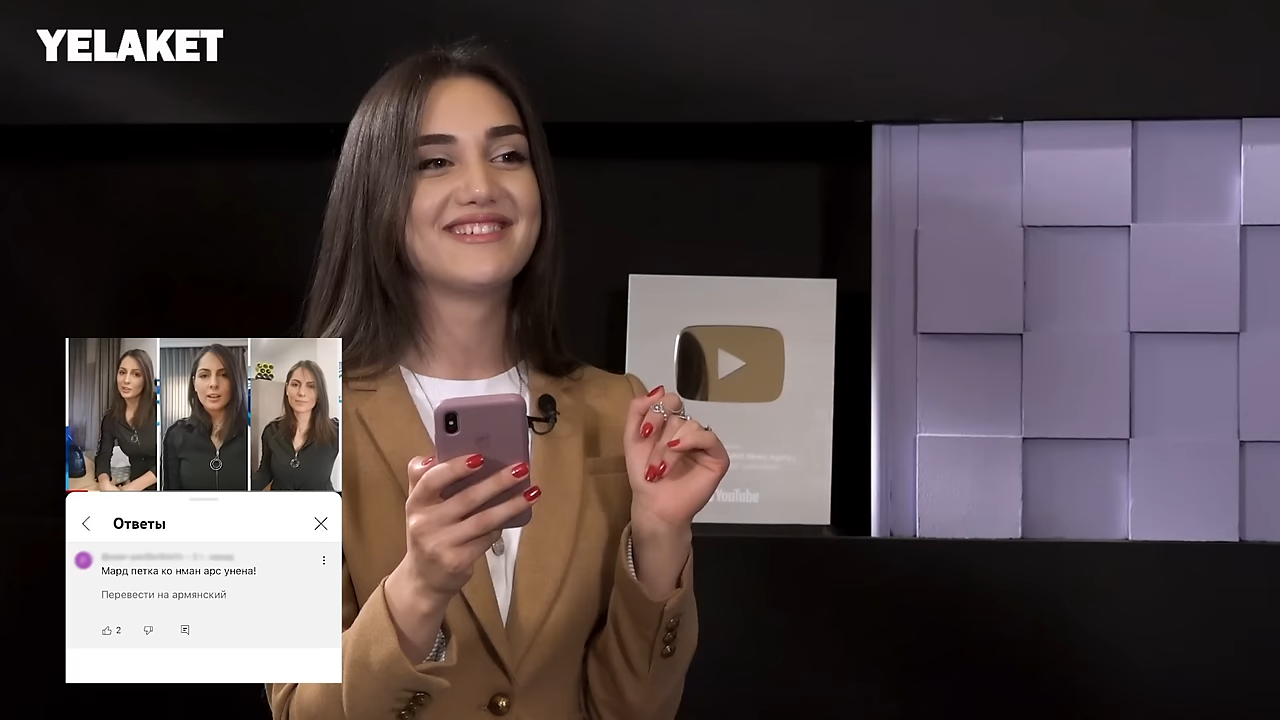 YELAKET
Ответы
Мард петка ко нман арс унена!
Перевести на армянский
2
YouTube